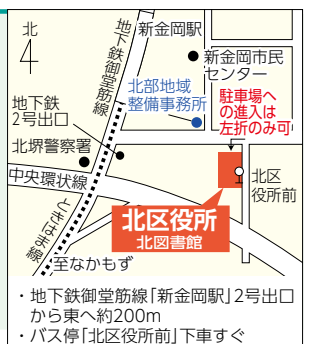 北
4
地下鉄御堂筋線
新金岡駅
新金岡市民
センター
北部地域
整備事務所
駐車場へ
の進入は
左折のみ可
地下鉄
2号出口
北堺警察署
中央環状線
ときはま線
北区
役所前
北区役所
北図書館
至なかもず
・地下鉄御堂筋線「新金岡駅」2号出口
から東へ約200m
・バス停「北区役所前」下車すぐ